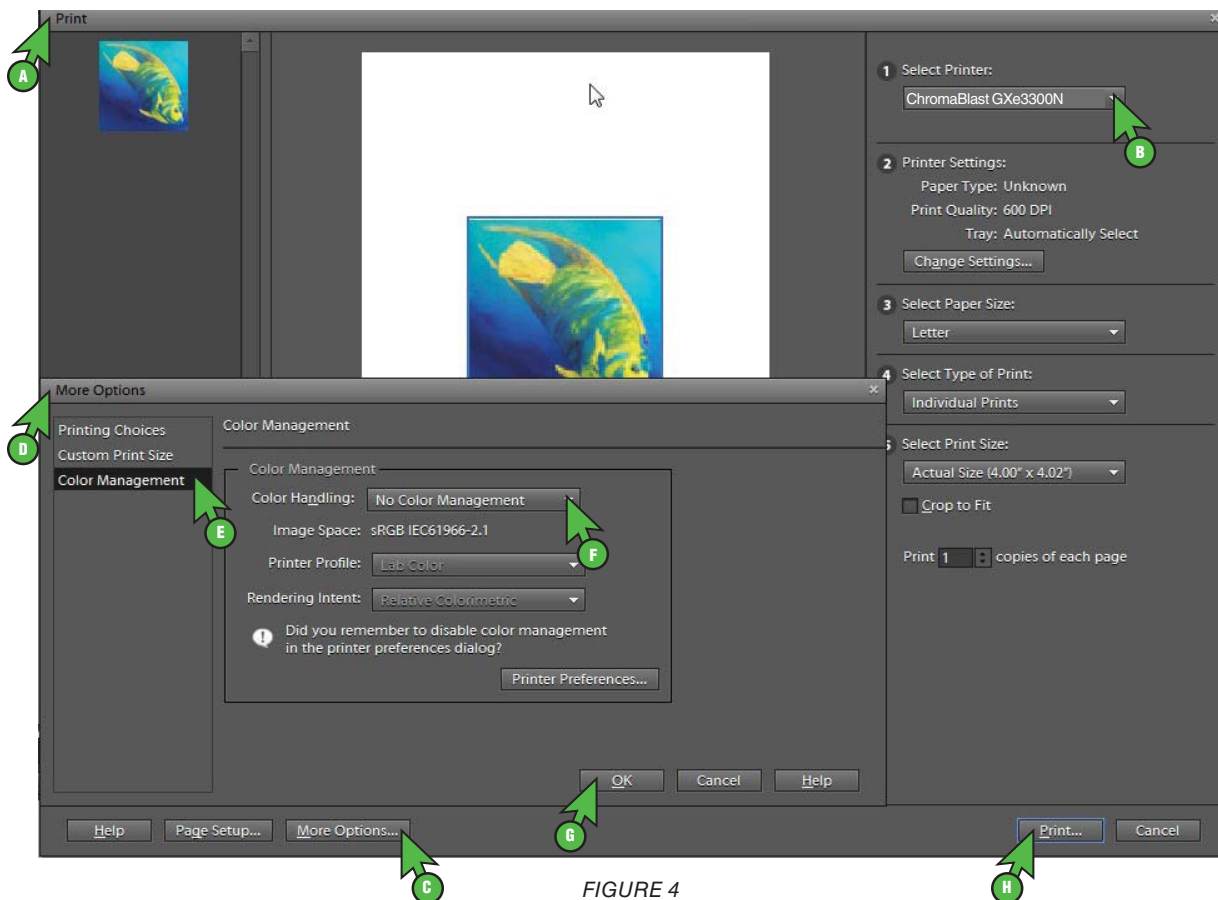 Print
A
1 Select Printer:
ChromaBlast GXe3300N
B
2 Printer Settings:
Paper Type: Unknown
Print Quality: 600 DPI
Tray: Automatically Select
Change Settings...
3 Select Paper Size:
Letter
4 Select Type of Print:
Individual Prints
5 Select Print Size:
Actual Size (4.00" x 4.02")
Crop to Fit
Print 1 copies of each page
More Options
D
Printing Choices
Custom Print Size
Color Management
E
Color Management
Color Management
Color Handling: No Color Management
F
Image Space: sRGB IEC61966-2.1
Printer Profile: Lab Color
Rendering Intent: Relative Colorimetric
Did you remember to disable color management
in the printer preferences dialog?
Printer Preferences...
OK Cancel Help
G
Help Page Setup... More Options...
C
Print... Cancel
H
FIGURE 4